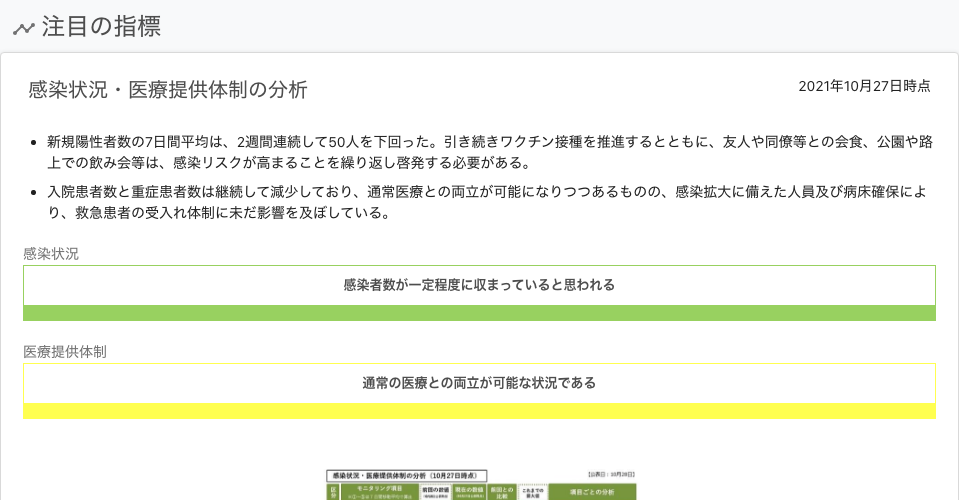 注目の指標
感染状況・医療提供体制の分析
2021年10月27日時点
新規陽性者数の7日間平均は、2週間連続して50人を下回った。引き続きワクチン接種を推進するとともに、友人や同僚等との会食、公園や路
上での飲み会等は、感染リスクが高まることを繰り返し啓発する必要がある。
入院患者数と重症患者数は継続して減少しており、通常医療との両立が可能になりつつあるものの、感染拡大に備えた人員及び病床確保によ
り、救急患者の受入れ体制に未だ影響を及ぼしている。
感染状況
感染者数が一定程度に収まっていると思われる
医療提供体制
通常の医療との両立が可能な状況である
感染状況・医療提供体制の分析（10月27日時点）
【公表日：10月28日】
区分
モニタリング項目
前回の数値
現在の数値
前回との
比較
これまでの
最大値
項目ごとの分析